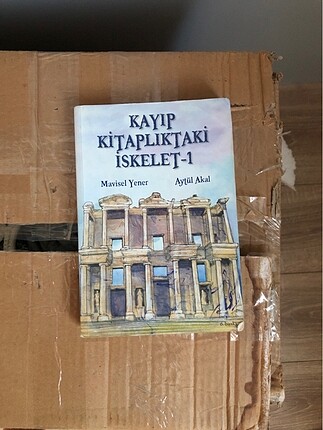 KAYIP
KİTAPLIKTAKİ
İSKELET-1
Mavisel Yener Aytül Akal